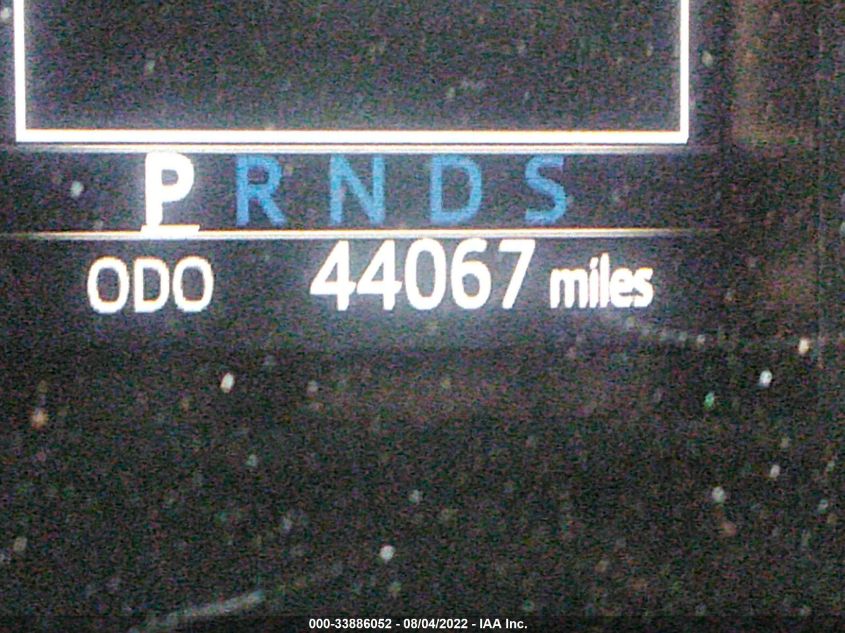 P R N D S
ODO 44067 miles
000-33886052 - 08/04/2022 - IAA Inc.